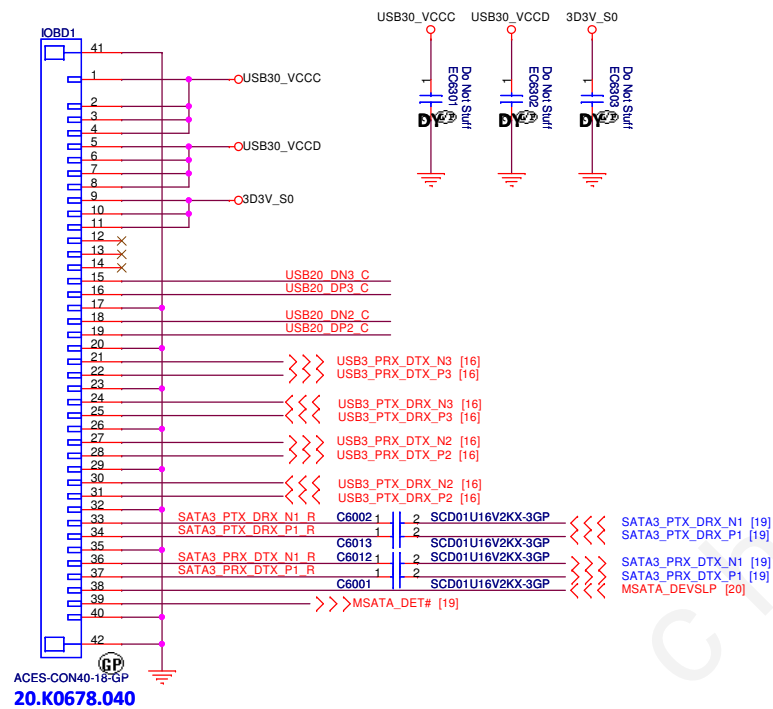 USB30_VCCC USB30_VCCD 3D3V_S0
1 EC6301 Do Not Stuff DY GP
1 EC6302 Do Not Stuff DY GP
1 EC6303 Do Not Stuff DY GP
IOBD1
41
1 USB30_VCCC
2
3
4
5 USB30_VCCD
6
7
8
9 3D3V_S0
10
11
12
13
14
15 USB20_DN3_C
16 USB20_DP3_C
17
18 USB20_DN2_C
19 USB20_DP2_C
20
21 USB3_PRX_DTX_N3 [16]
22 USB3_PRX_DTX_P3 [16]
23
24 USB3_PTX_DRX_N3 [16]
25 USB3_PTX_DRX_P3 [16]
26
27 USB3_PRX_DTX_N2 [16]
28 USB3_PRX_DTX_P2 [16]
29
30 USB3_PTX_DRX_N2 [16]
31 USB3_PTX_DRX_P2 [16]
32
33 SATA3_PTX_DRX_N1_R C6002 1 2 SCD01U16V2KX-3GP SATA3_PTX_DRX_N1 [19]
34 SATA3_PTX_DRX_P1_R 1 2 SATA3_PTX_DRX_P1 [19]
35 C6013 SCD01U16V2KX-3GP
36 SATA3_PRX_DTX_N1_R C6012 1 2 SCD01U16V2KX-3GP SATA3_PRX_DTX_N1 [19]
37 SATA3_PRX_DTX_P1_R 1 2 SATA3_PRX_DTX_P1 [19]
38 C6001 SCD01U16V2KX-3GP MSATA_DEVSLP [20]
39 MSATA_DET# [19]
40
42
GP
ACES-CON40-18-GP
20.K0678.040